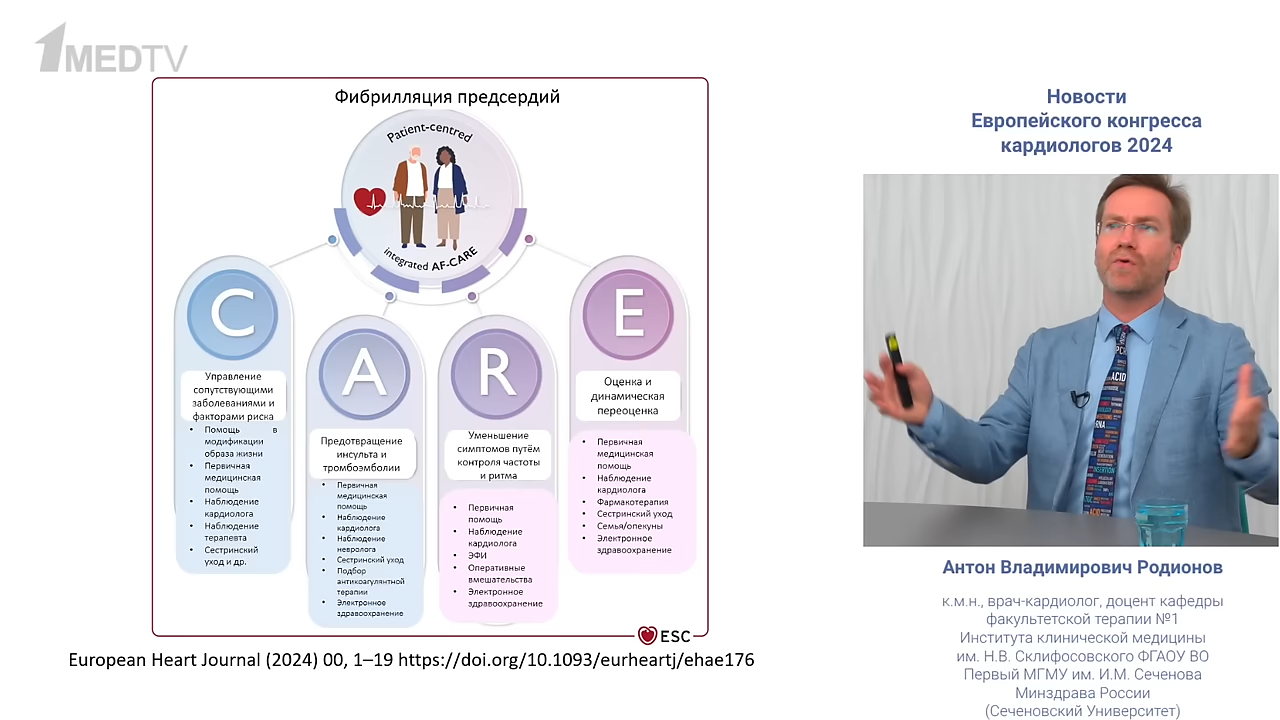 1MEDTV
Фибрилляция предсердий
Patient-centred
integrated AF-CARE
C
Управление
сопутствующими
заболеваниями и
факторами риска
• Помощь в
модификации
образа жизни
• Первичная
медицинская
помощь
• Наблюдение
кардиолога
• Наблюдение
терапевта
• Сестринский
уход и др.
A
Предотвращение
инсульта и
тромбоэмболии
• Первичная
медицинская
помощь
• Наблюдение
кардиолога
• Наблюдение
невролога
• Сестринский уход
• Подбор
антикоагулянтной
терапии
• Электронное
здравоохранение
R
Уменьшение
симптомов путём
контроля частоты
и ритма
• Первичная
помощь
• Наблюдение
кардиолога
• ЭФИ
• Оперативные
вмешательства
• Электронное
здравоохранение
E
Оценка и
динамическая
переоценка
• Первичная
медицинская
помощь
• Наблюдение
кардиолога
• Фармакотерапия
• Сестринский уход
• Семья/опекуны
• Электронное
здравоохранение
ESC
European Heart Journal (2024) 00, 1–19 https://doi.org/10.1093/eurheartj/ehae176
Новости
Европейского конгресса
кардиологов 2024
ACID
INSERTION
Антон Владимирович Родионов
к.м.н., врач-кардиолог, доцент кафедры
факультетской терапии №1
Института клинической медицины
им. Н.В. Склифосовского ФГАОУ ВО
Первый МГМУ им. И.М. Сеченова
Минздрава России
(Сеченовский Университет)